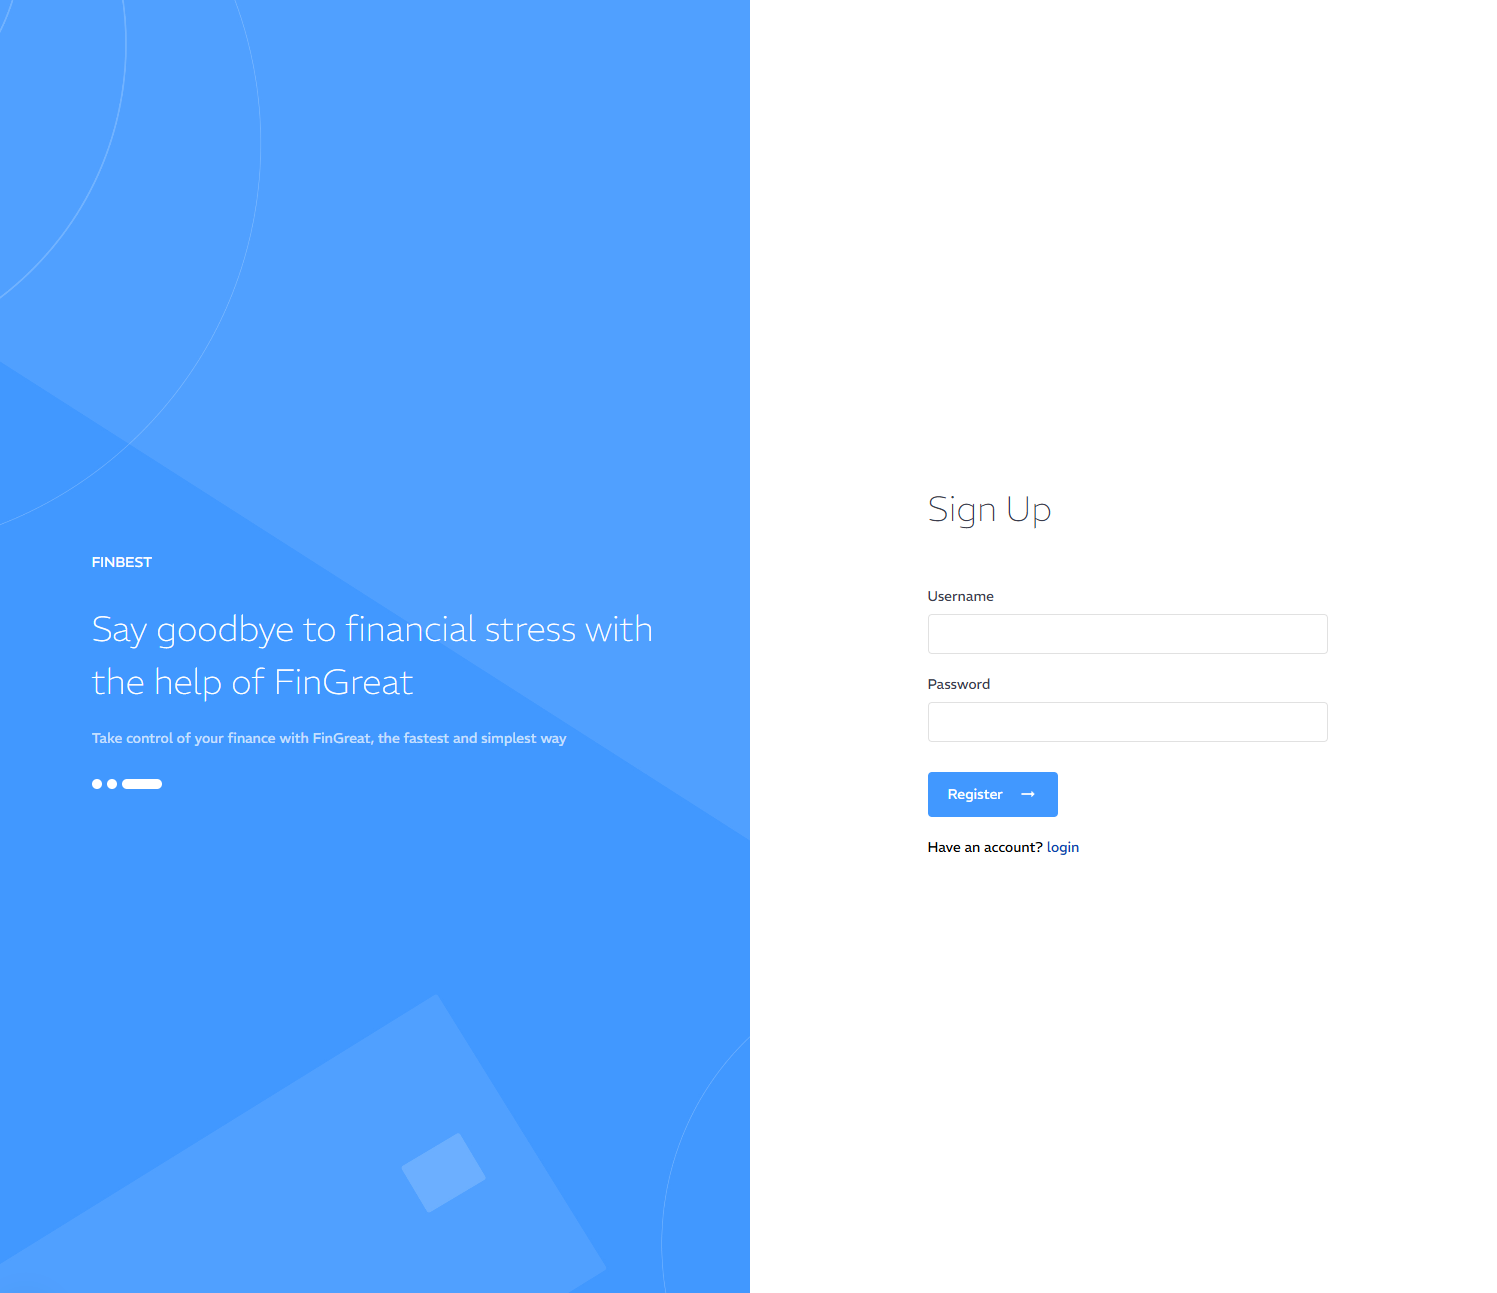 FINBEST
Say goodbye to financial stress with
the help of FinGreat
Take control of your finance with FinGreat, the fastest and simplest way
Sign Up
Username
Password
Register →
Have an account? login